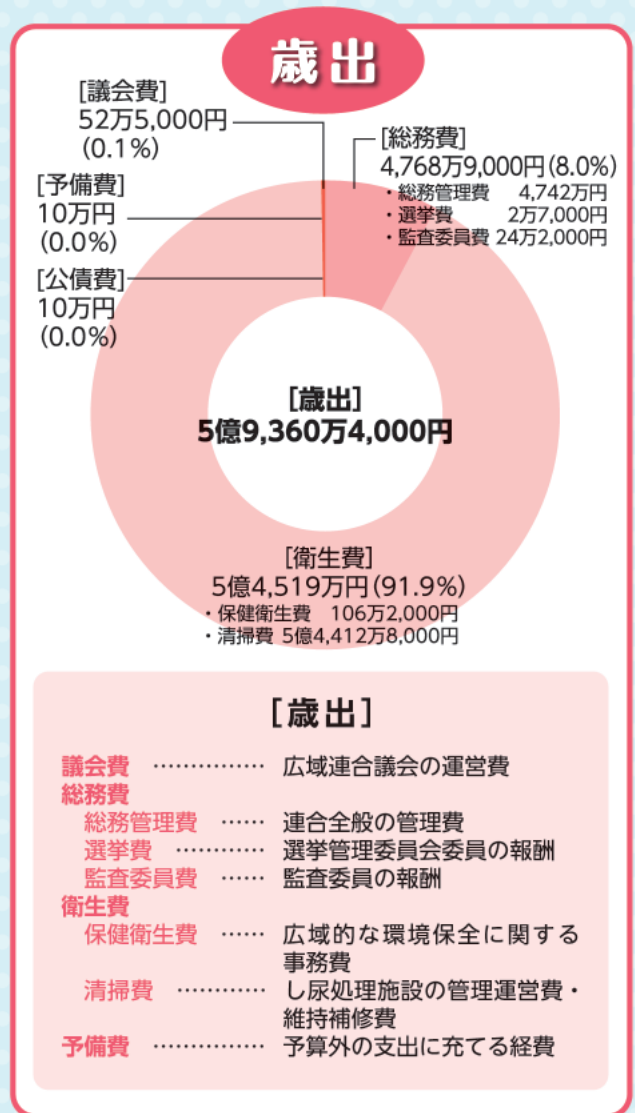 歳出
[議会費]
52万5,000円
(0.1%)
[総務費]
4,768万9,000円(8.0%)
・総務管理費 4,742万円
・選挙費 2万7,000円
・監査委員費 24万2,000円
[予備費]
10万円
(0.0%)
[公債費]
10万円
(0.0%)
[歳出]
5億9,360万4,000円
[衛生費]
5億4,519万円(91.9%)
・保健衛生費 106万2,000円
・清掃費 5億4,412万8,000円
[歳出]
議会費 …………… 広域連合議会の運営費
総務費
総務管理費 …… 連合全般の管理費
選挙費 ………… 選挙管理委員会委員の報酬
監査委員費 …… 監査委員の報酬
衛生費
保健衛生費 …… 広域的な環境保全に関する
事務費
清掃費 ………… し尿処理施設の管理運営費・
維持補修費
予備費 …………… 予算外の支出に充てる経費